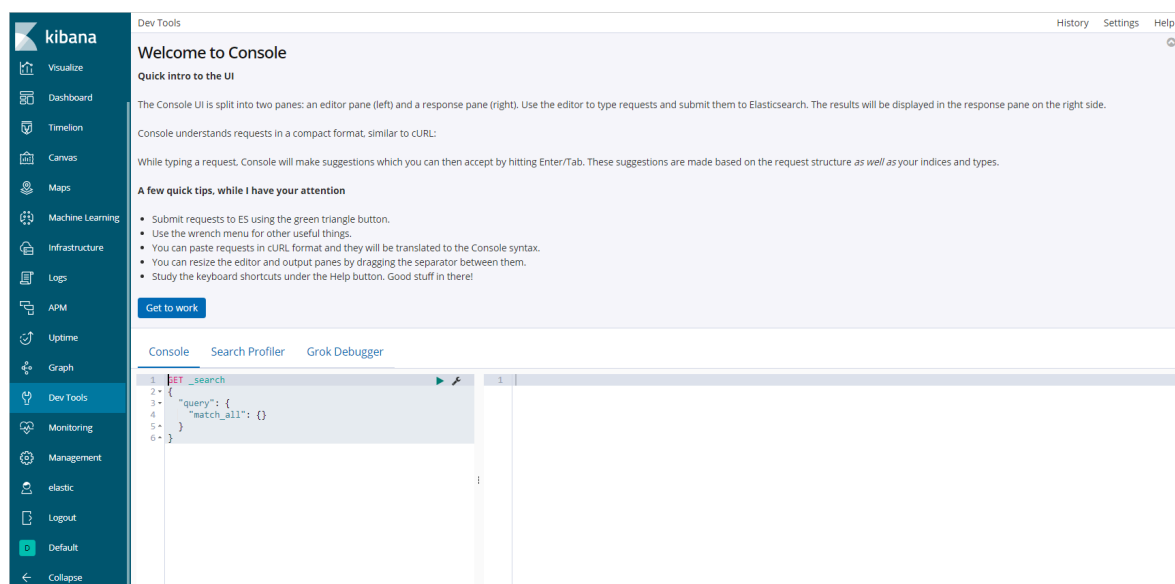 kibana
Visualize
Dashboard
Timelion
Canvas
Maps
Machine Learning
Infrastructure
Logs
APM
Uptime
Graph
Dev Tools
Monitoring
Management
elastic
Logout
D Default
Collapse
Dev Tools
History Settings Help
Welcome to Console
Quick intro to the UI
The Console UI is split into two panes: an editor pane (left) and a response pane (right). Use the editor to type requests and submit them to Elasticsearch. The results will be displayed in the response pane on the right side.
Console understands requests in a compact format, similar to cURL:
While typing a request, Console will make suggestions which you can then accept by hitting Enter/Tab. These suggestions are made based on the request structure as well as your indices and types.
A few quick tips, while I have your attention
• Submit requests to ES using the green triangle button.
• Use the wrench menu for other useful things.
• You can paste requests in cURL format and they will be translated to the Console syntax.
• You can resize the editor and output panes by dragging the separator between them.
• Study the keyboard shortcuts under the Help button. Good stuff in there!
Get to work
Console Search Profiler Grok Debugger
1 GET _search
2 {
3 "query": {
4 "match_all": {}
5 }
6 }
1